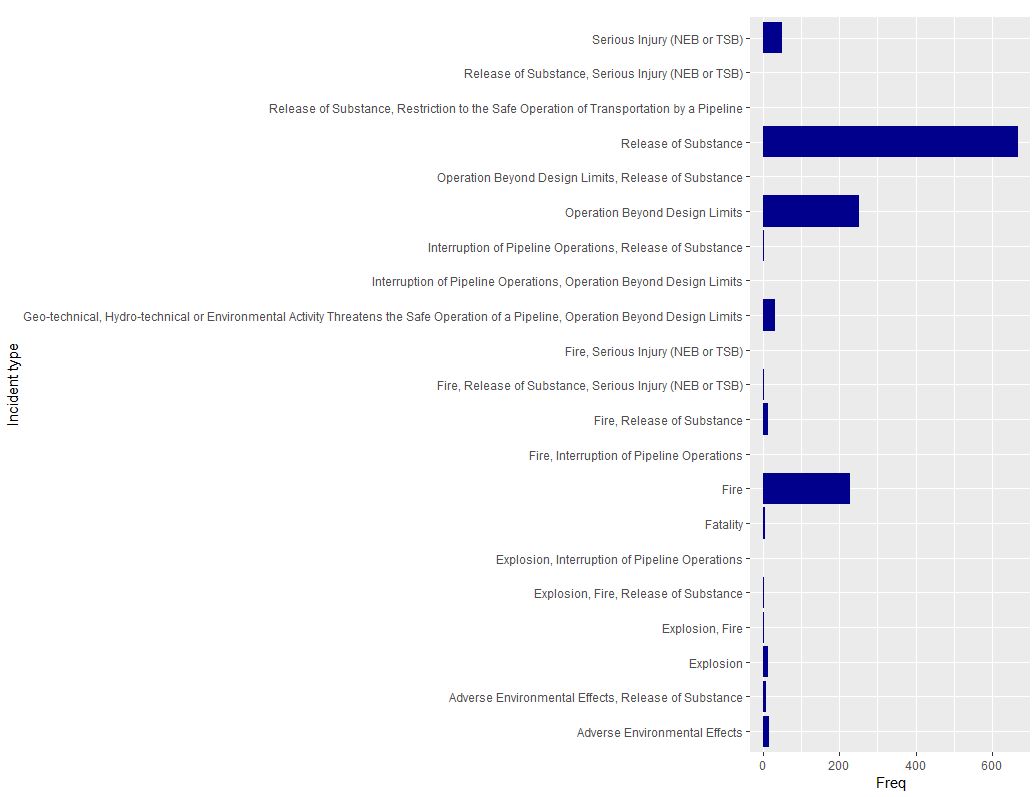 Serious Injury (NEB or TSB)
Release of Substance, Serious Injury (NEB or TSB)
Release of Substance, Restriction to the Safe Operation of Transportation by a Pipeline
Release of Substance
Operation Beyond Design Limits, Release of Substance
Operation Beyond Design Limits
Interruption of Pipeline Operations, Release of Substance
Interruption of Pipeline Operations, Operation Beyond Design Limits
Geo-technical, Hydro-technical or Environmental Activity Threatens the Safe Operation of a Pipeline, Operation Beyond Design Limits
Fire, Serious Injury (NEB or TSB)
Fire, Release of Substance, Serious Injury (NEB or TSB)
Fire, Release of Substance
Fire, Interruption of Pipeline Operations
Fire
Fatality
Explosion, Interruption of Pipeline Operations
Explosion, Fire, Release of Substance
Explosion, Fire
Explosion
Adverse Environmental Effects, Release of Substance
Adverse Environmental Effects
Incident type
0 200 400 600
Freq